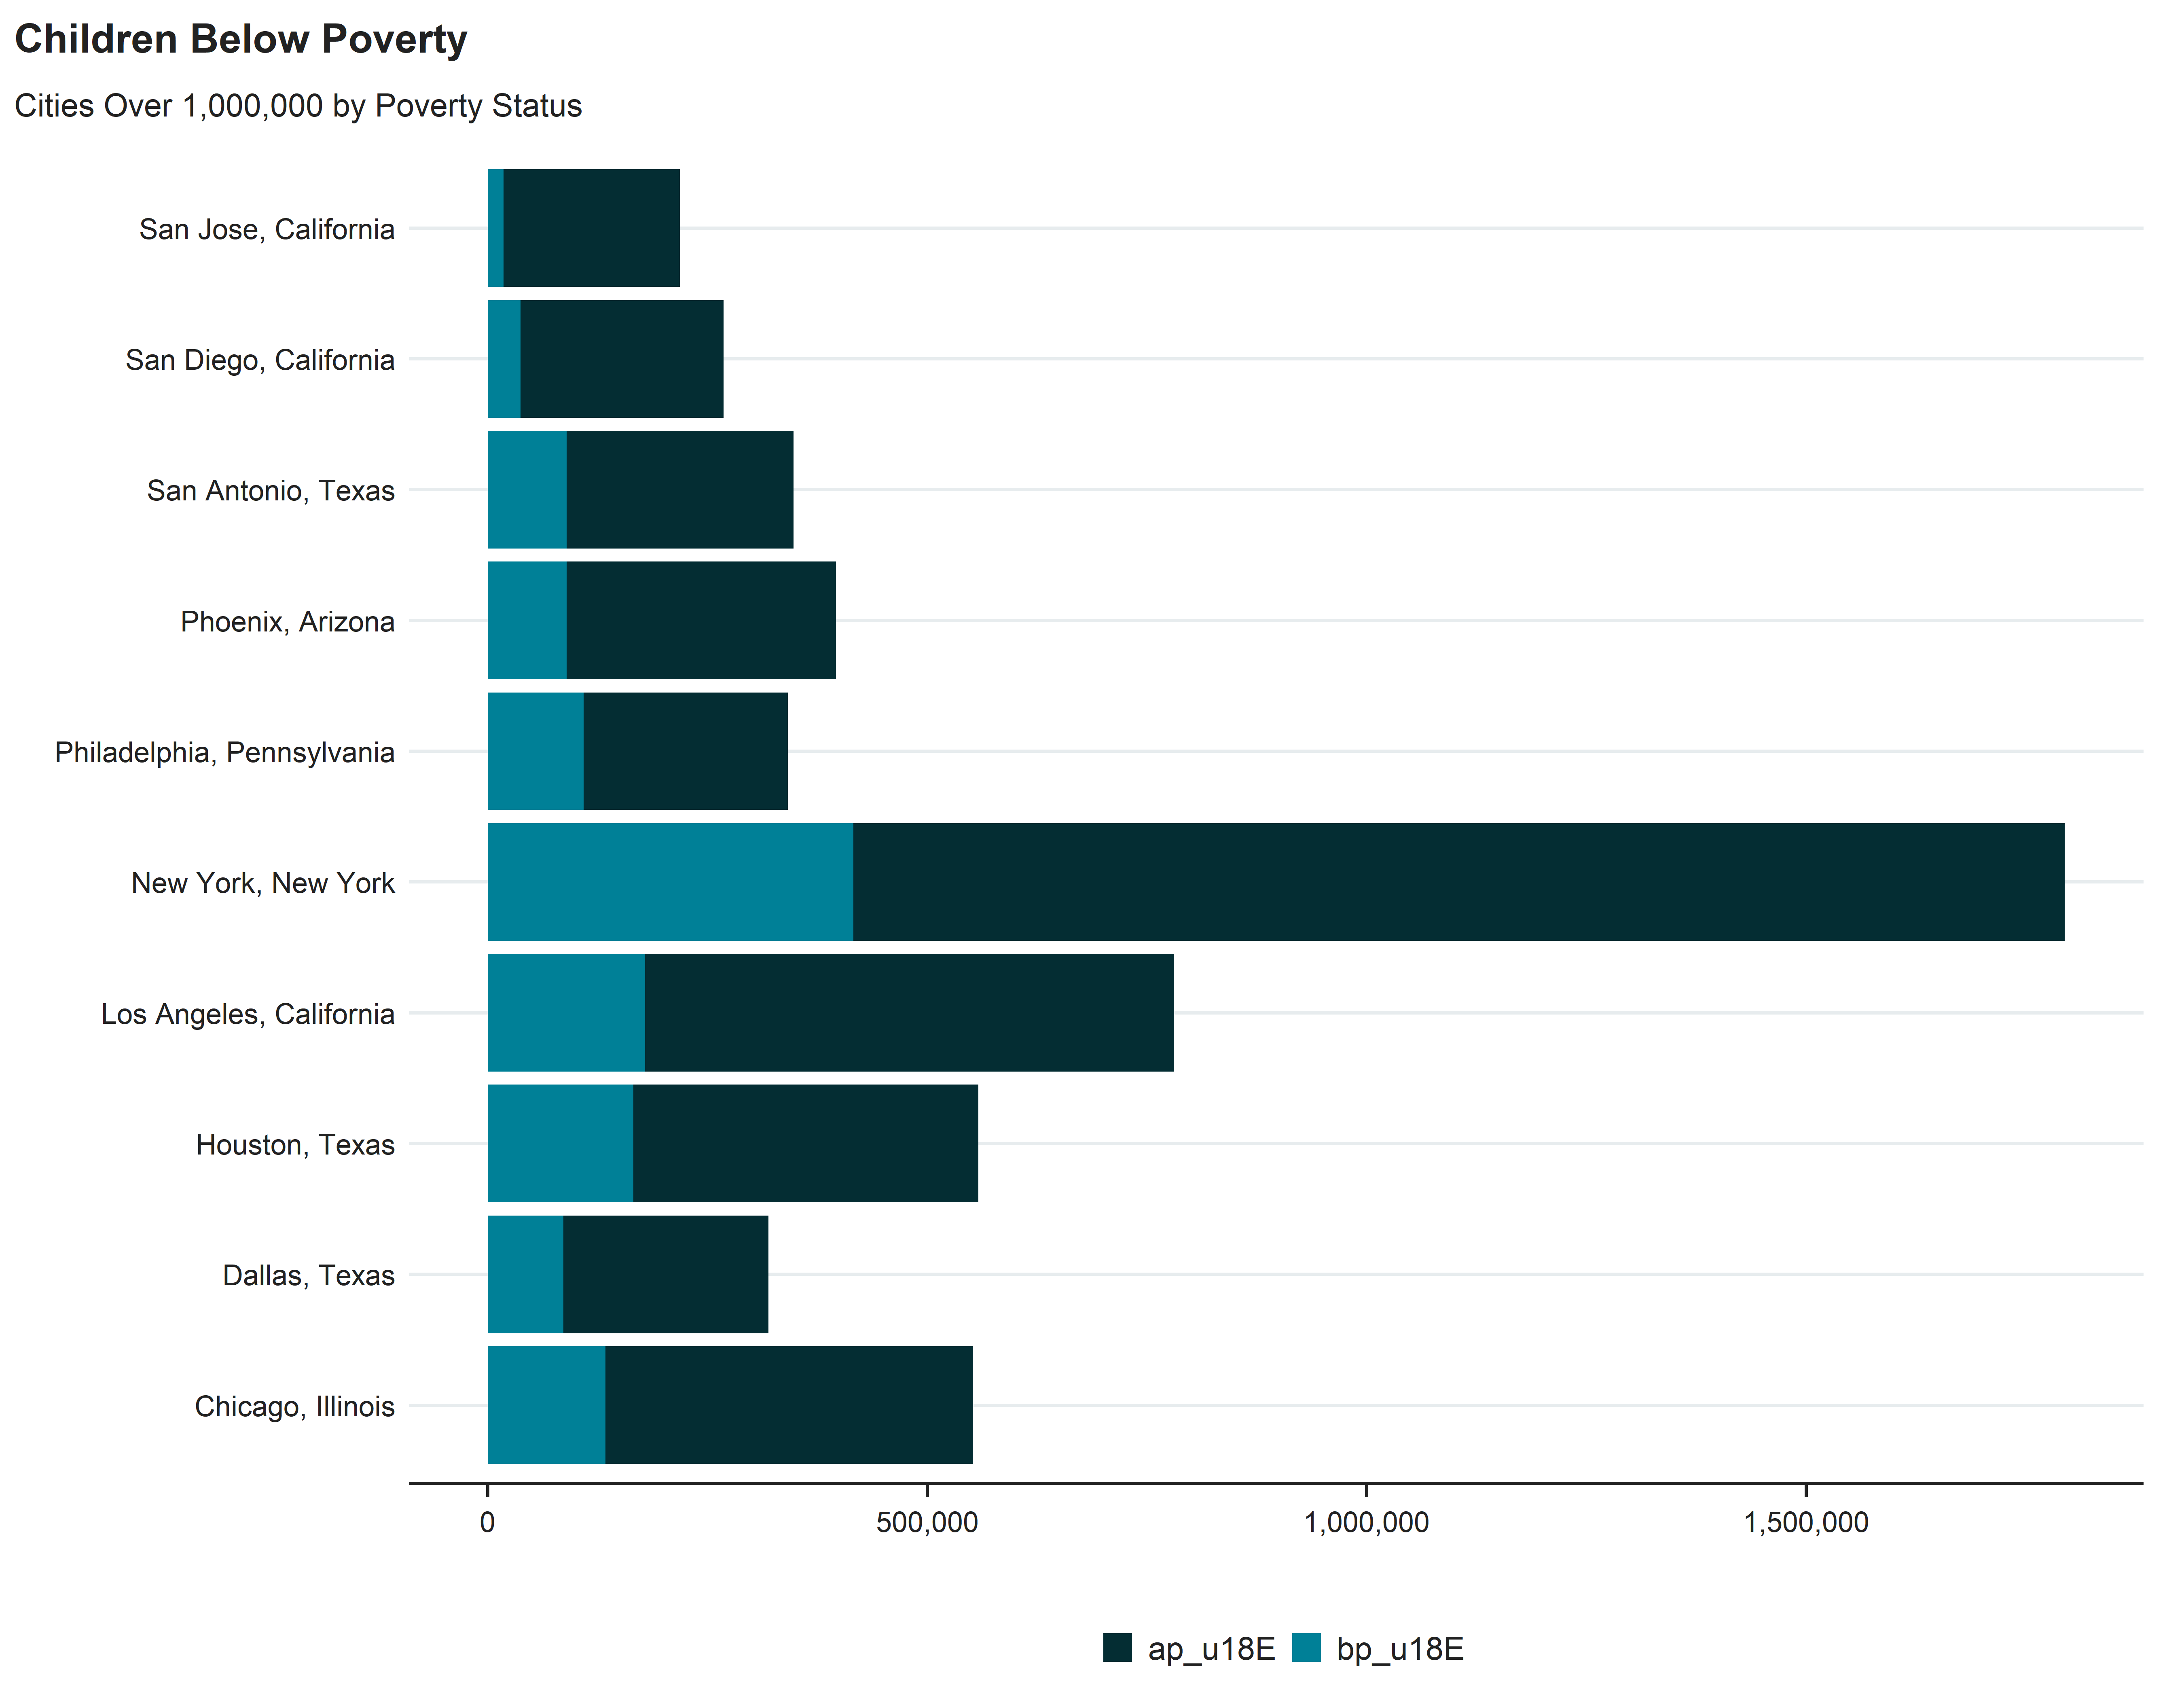 Children Below Poverty
Cities Over 1,000,000 by Poverty Status
San Jose, California
San Diego, California
San Antonio, Texas
Phoenix, Arizona
Philadelphia, Pennsylvania
New York, New York
Los Angeles, California
Houston, Texas
Dallas, Texas
Chicago, Illinois
0 500,000 1,000,000 1,500,000
ap_u18E bp_u18E